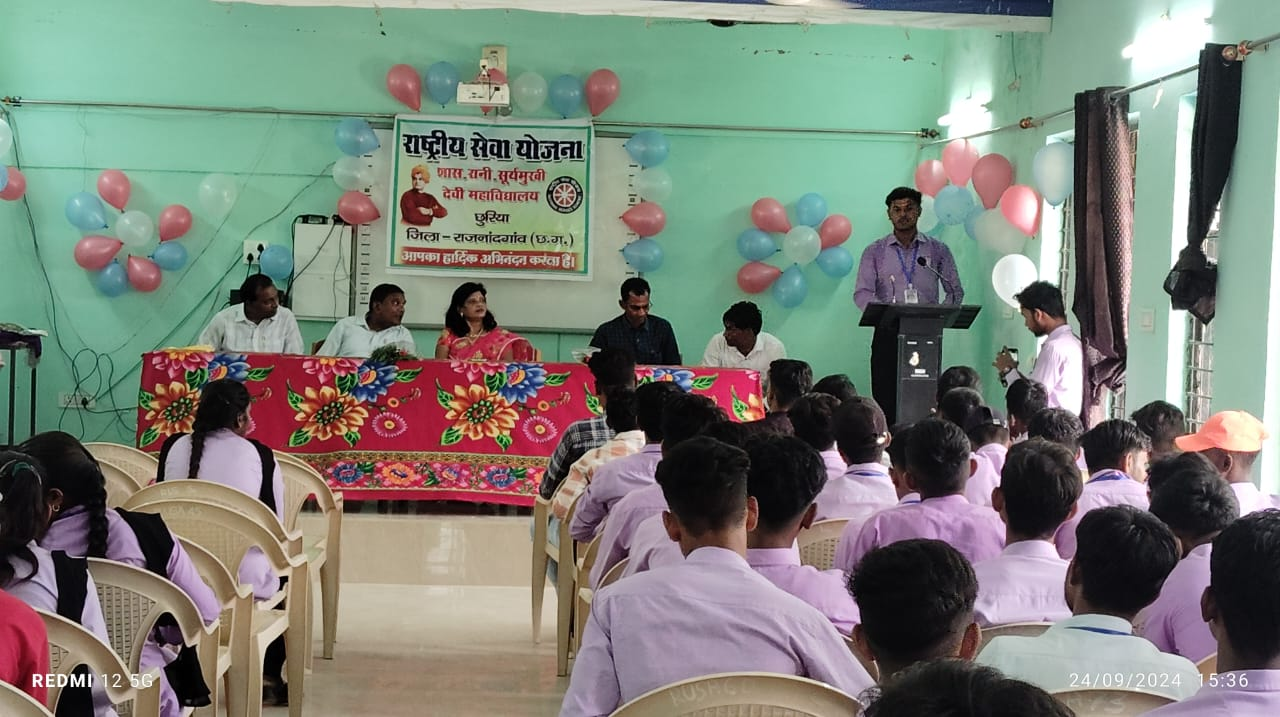 राष्ट्रीय सेवा योजना
शास. रानी. सूर्यमुखी
देवी महाविद्यालय
छुरिया
जिला - राजनांदगांव (छ.ग.)
आपका हार्दिक अभिनंदन करता है।
REDMI 12 5G
24/09/2024 15:36